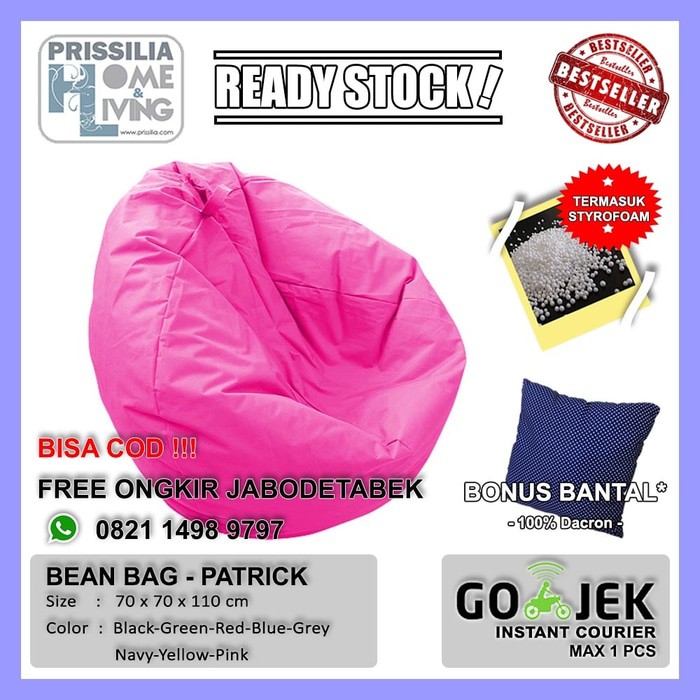 PRISSILIA
HOME
&
LIVING
www.prissilia.com
READY STOCK!
BESTSELLER
Bestseller
BESTSELLER
Bestseller
BESTSELLER
TERMASUK
STYROFOAM
BISA COD !!!
FREE ONGKIR JABODETABEK
0821 1498 9797
BONUS BANTAL*
- 100% Dacron -
BEAN BAG - PATRICK
Size : 70 x 70 x 110 cm
Color : Black-Green-Red-Blue-Grey
Navy-Yellow-Pink
GO-JEK
INSTANT COURIER
MAX 1 PCS